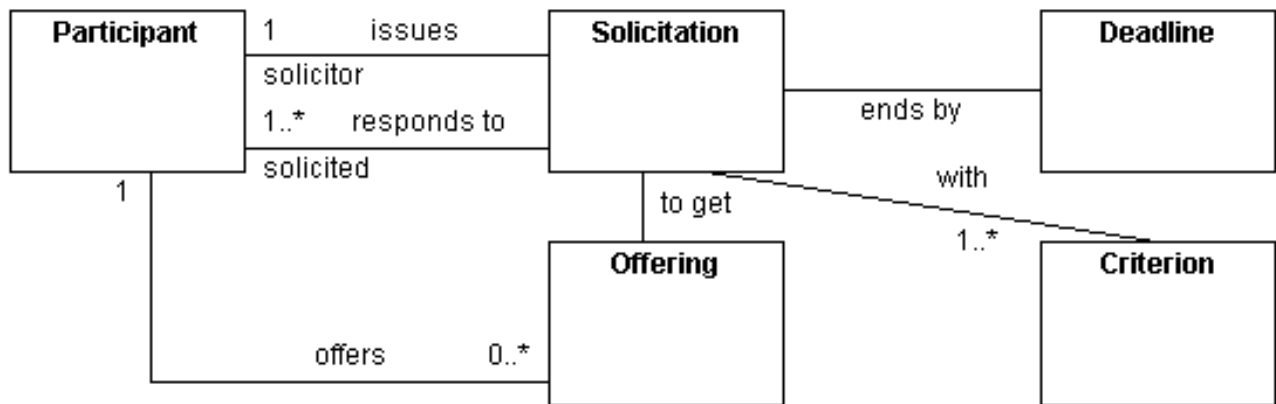 Participant
1 issues
solicitor
1..* responds to
solicited
1
Solicitation
Deadline
ends by
with
to get
1..*
Offering
Criterion
offers 0..*